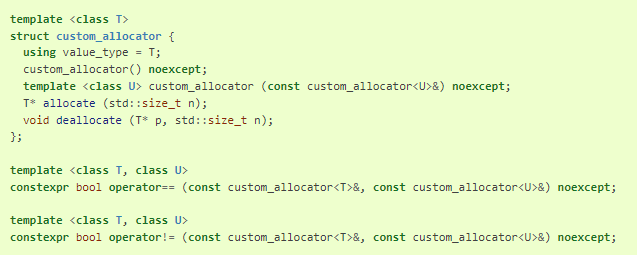 template <class T>
struct custom_allocator {
  using value_type = T;
  custom_allocator() noexcept;
  template <class U> custom_allocator (const custom_allocator<U>&) noexcept;
  T* allocate (std::size_t n);
  void deallocate (T* p, std::size_t n);
};

template <class T, class U>
constexpr bool operator== (const custom_allocator<T>&, const custom_allocator<U>&) noexcept;

template <class T, class U>
constexpr bool operator!= (const custom_allocator<T>&, const custom_allocator<U>&) noexcept;